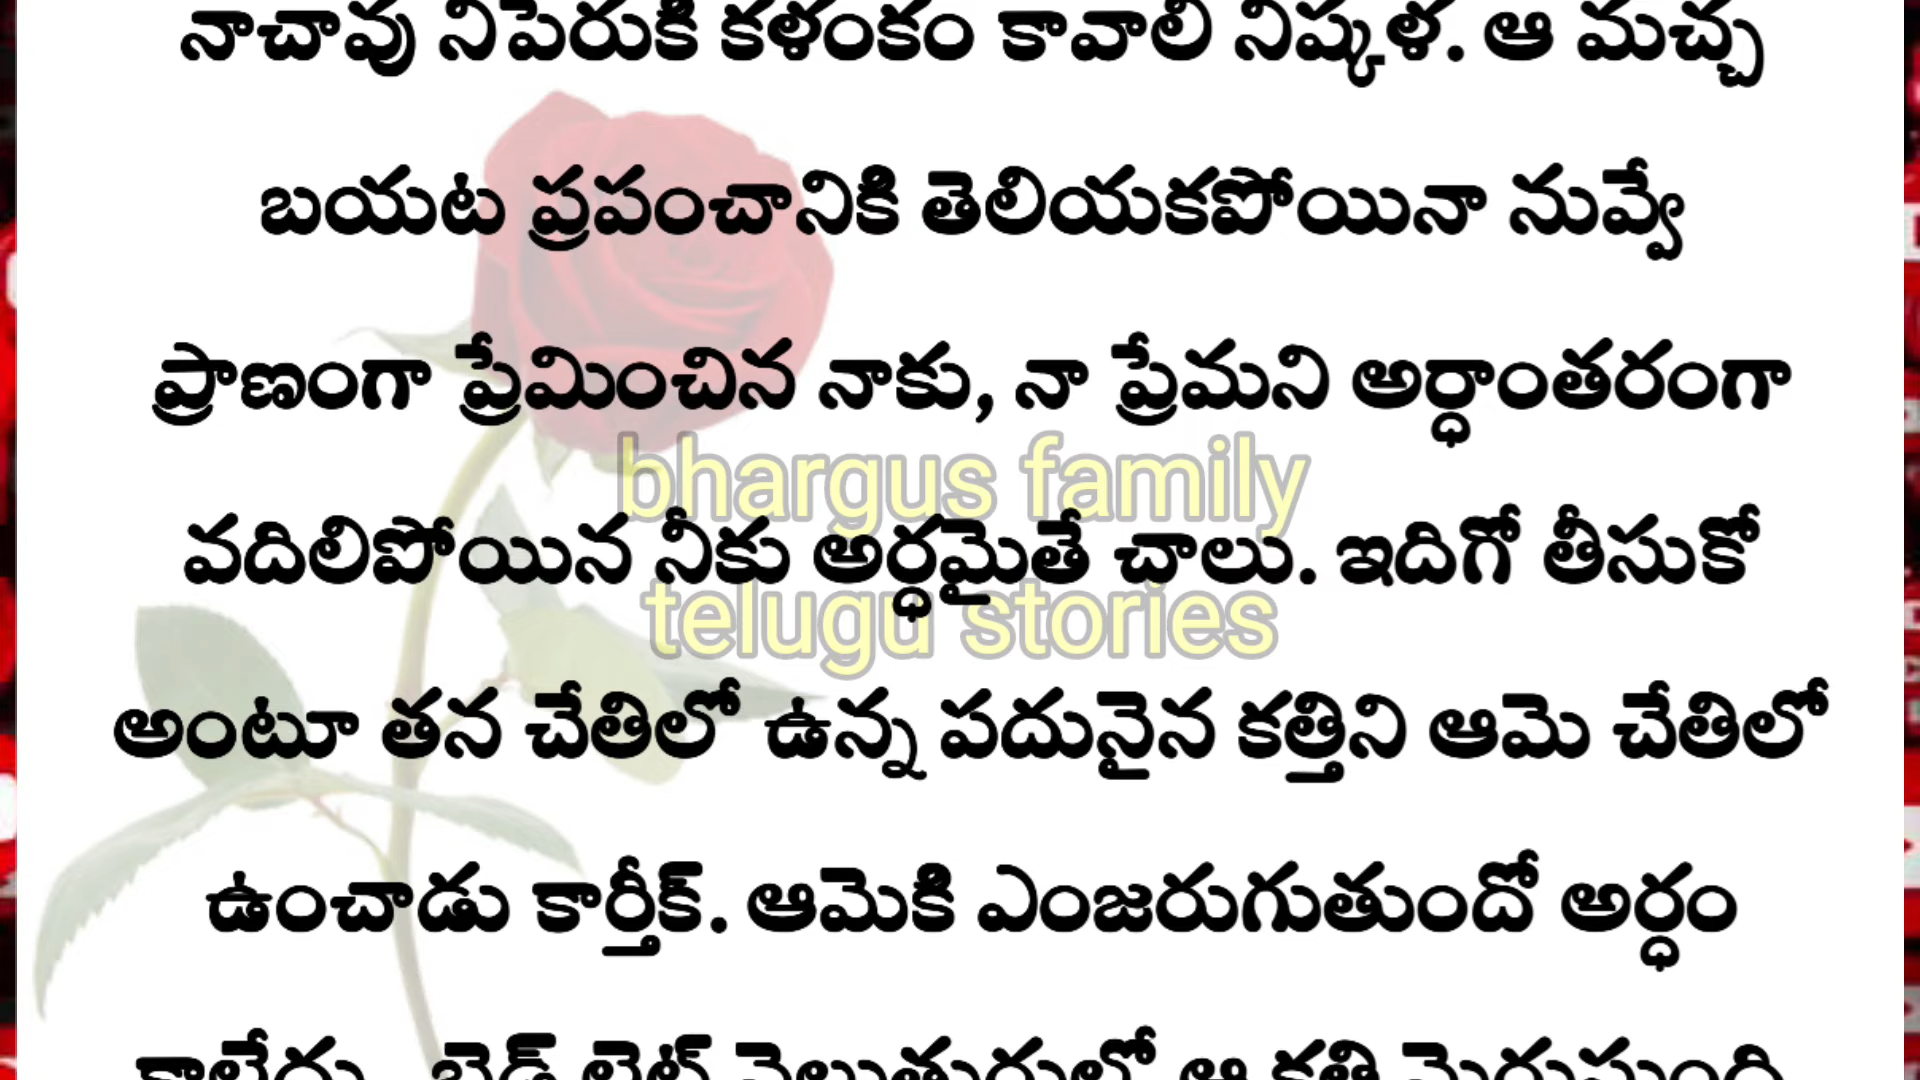 నాచావు నీపేరుకి కళంకం కావాలి నిష్కళ. ఆ మచ్చ
బయట ప్రపంచానికి తెలియకపోయినా నువ్వే
ప్రాణంగా ప్రేమించిన నాకు, నా ప్రేమని అర్ధాంతరంగా
bhargus family
వదిలిపోయిన నీకు అర్ధమైతే చాలు. ఇదిగో తీసుకో
telugu stories
అంటూ తన చేతిలో ఉన్న పదునైన కత్తిని ఆమె చేతిలో
ఉంచాడు కార్తీక్. ఆమెకి ఎంజరుగుతుందో అర్ధం
కాలేదు. బెడ్ లైట్ వెలుతురులో ఆ కత్తి మెరుస్తుంది